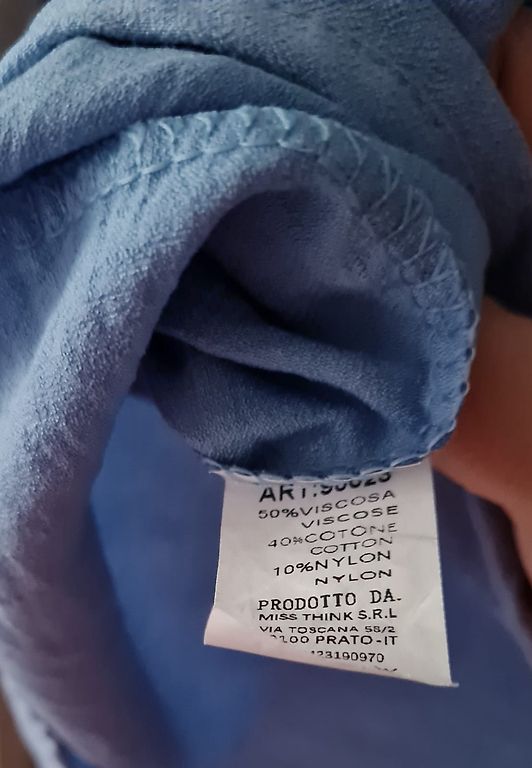 50%VISCOSA
VISCOSE
40%COTONE
COTTON
10%NYLON
NYLON
PRODOTTO DA.
MISS THINK S.R.L
VIA TOSCANA 58/2
PRATO-IT